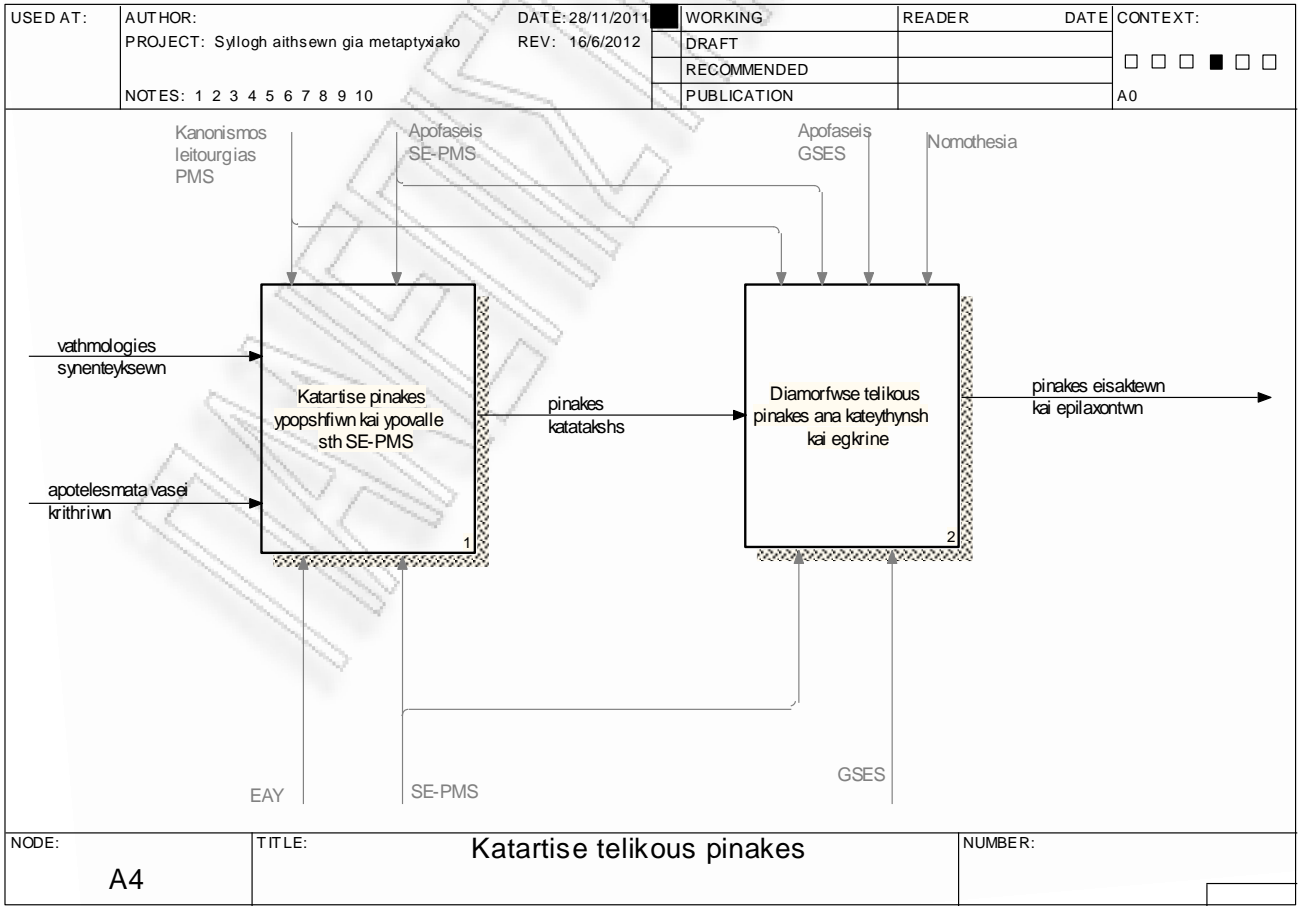 USED AT:
AUTHOR:
DATE: 28/11/2011
PROJECT: Syllogh aithsewn gia metaptyxiako
REV: 16/6/2012
NOTES: 1 2 3 4 5 6 7 8 9 10
WORKING
DRAFT
RECOMMENDED
PUBLICATION
READER
DATE
CONTEXT:
A0
Kanonismos
leitourgias
PMS
Apofaseis
SE-PMS
Apofaseis
GSES
Nomothesia
vathmologies
synenteyksewn
apotelesmata vasei
krithriwn
Katartise pinakes
ypopshfiwn kai ypovalle
sth SE-PMS
1
pinakes
katatakshs
Diamorfwse telikous
pinakes ana kateythynsh
kai egkrine
2
pinakes eisaktewn
kai epilaxontwn
EAY
SE-PMS
GSES
NODE:
A4
TITLE:
Katartise telikous pinakes
NUMBER: